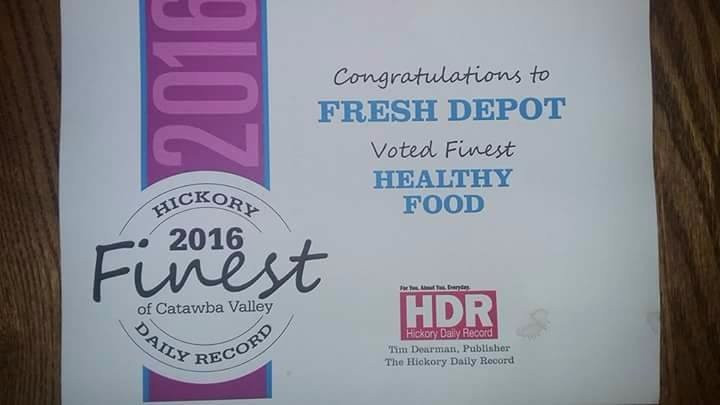 2016
HICKORY
2016
Finest
of Catawba Valley
DAILY RECORD
Congratulations to
FRESH DEPOT
Voted Finest
HEALTHY
FOOD
For You. About You. Everyday.
HDR
Hickory Daily Record
Tim Dearman, Publisher
The Hickory Daily Record